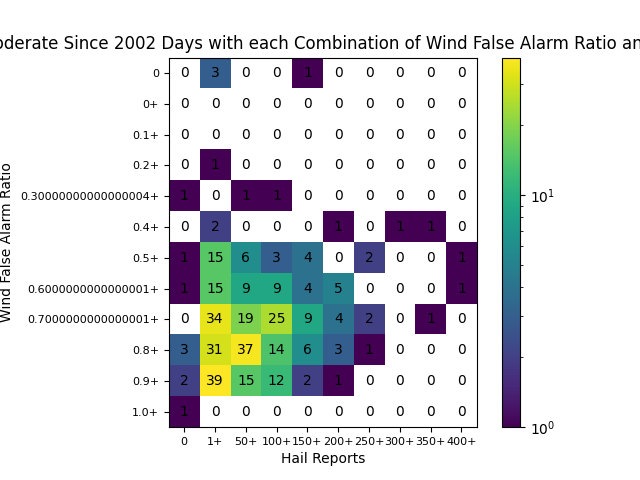 oderate Since 2002 Days with each Combination of Wind False Alarm Ratio an
Wind False Alarm Ratio
0 0 3 0 0 1 0 0 0 0 0
0+ 0 0 0 0 0 0 0 0 0 0
0.1+ 0 0 0 0 0 0 0 0 0 0
0.2+ 0 1 0 0 0 0 0 0 0 0
0.30000000000000004+ 1 0 1 1 0 0 0 0 0 0
0.4+ 0 2 0 0 0 1 0 1 1 0
0.5+ 1 15 6 3 4 0 2 0 0 1
0.6000000000000001+ 1 15 9 9 4 5 0 0 0 1
0.7000000000000001+ 0 34 19 25 9 4 2 0 1 0
0.8+ 3 31 37 14 6 3 1 0 0 0
0.9+ 2 39 15 12 2 1 0 0 0 0
1.0+ 1 0 0 0 0 0 0 0 0 0
0 1+ 50+ 100+ 150+ 200+ 250+ 300+ 350+ 400+
Hail Reports
10¹
10⁰